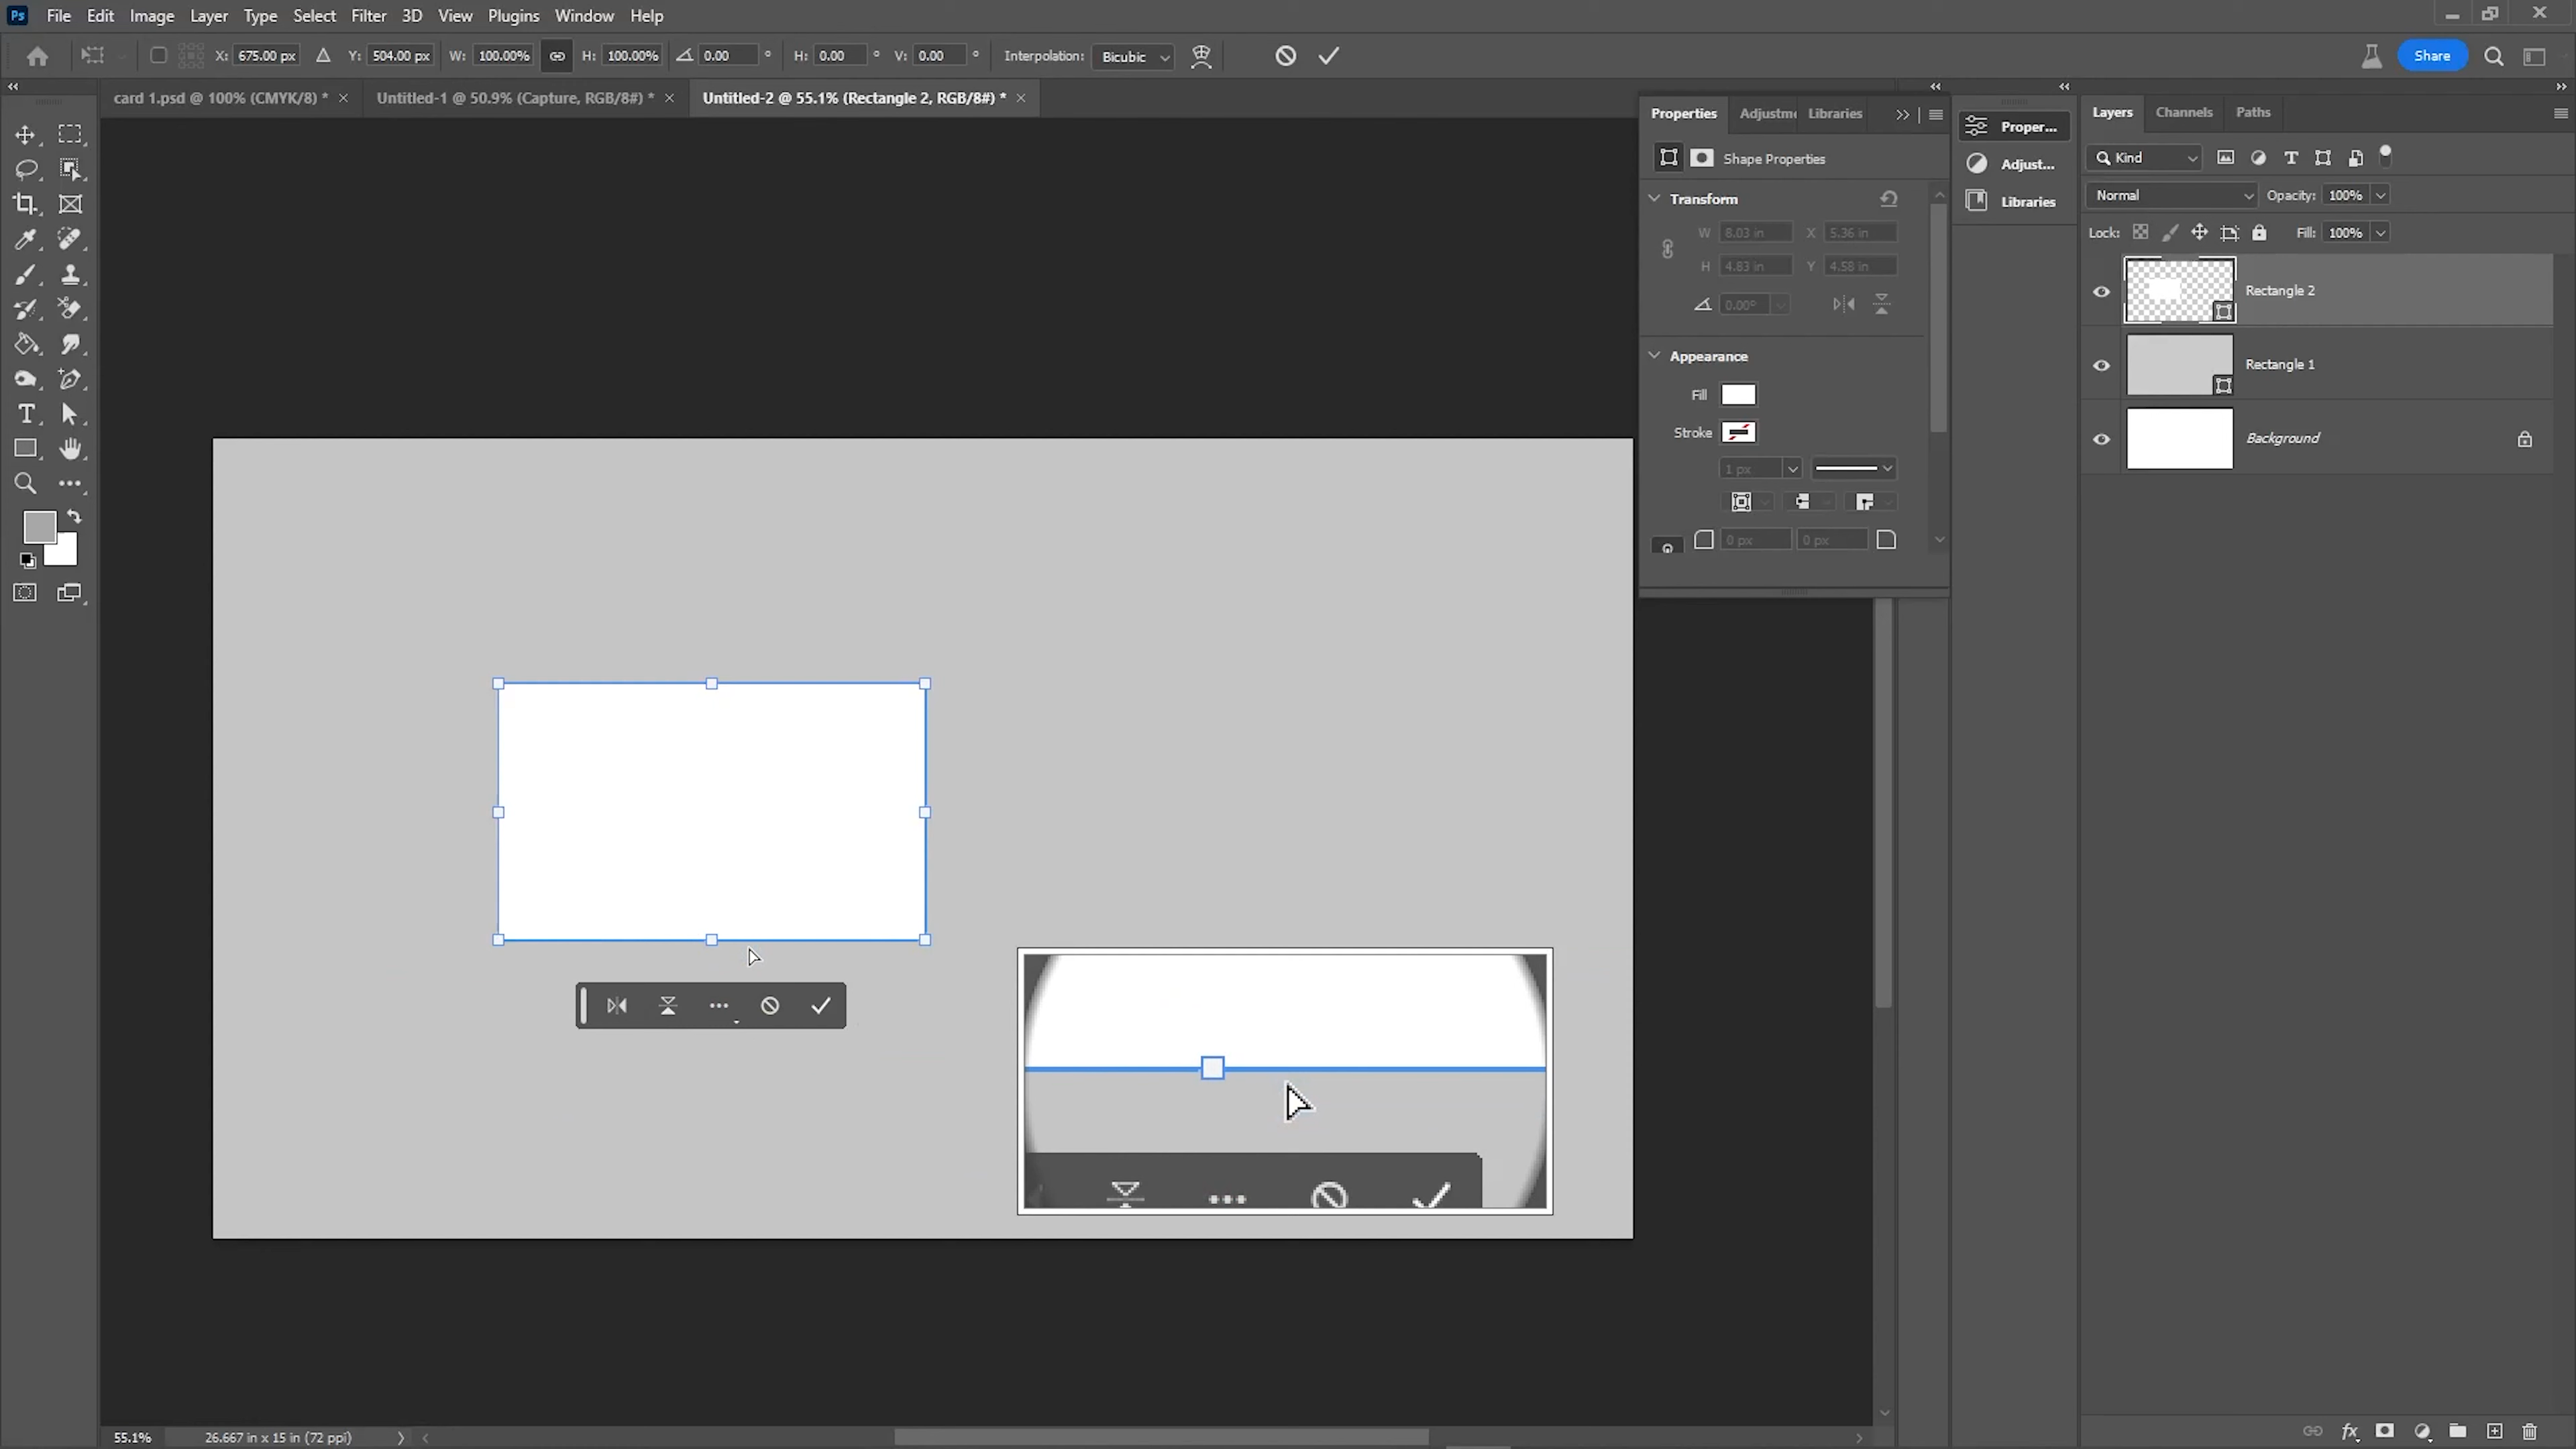 Ps File Edit Image Layer Type Select Filter 3D View Plugins Window Help
X: 675.00 px Y: 504.00 px W: 100.00% H: 100.00% 0.00 ° H: 0.00 ° V: 0.00 ° Interpolation: Bicubic Share
card 1.psd @ 100% (CMYK/8) * Untitled-1 @ 50.9% (Capture, RGB/8#) * Untitled-2 @ 55.1% (Rectangle 2, RGB/8#) *
Properties Adjustm Libraries
Shape Properties
Transform
W 8.03 in X 5.36 in
H 4.83 in Y 4.58 in
0.00°
Appearance
Fill
Stroke
1 px
0 px 0 px
Proper...
Adjust...
Libraries
Layers Channels Paths
Kind
Normal Opacity: 100%
Lock: Fill: 100%
Rectangle 2
Rectangle 1
Background
55.1% 26.667 in x 15 in (72 ppi)